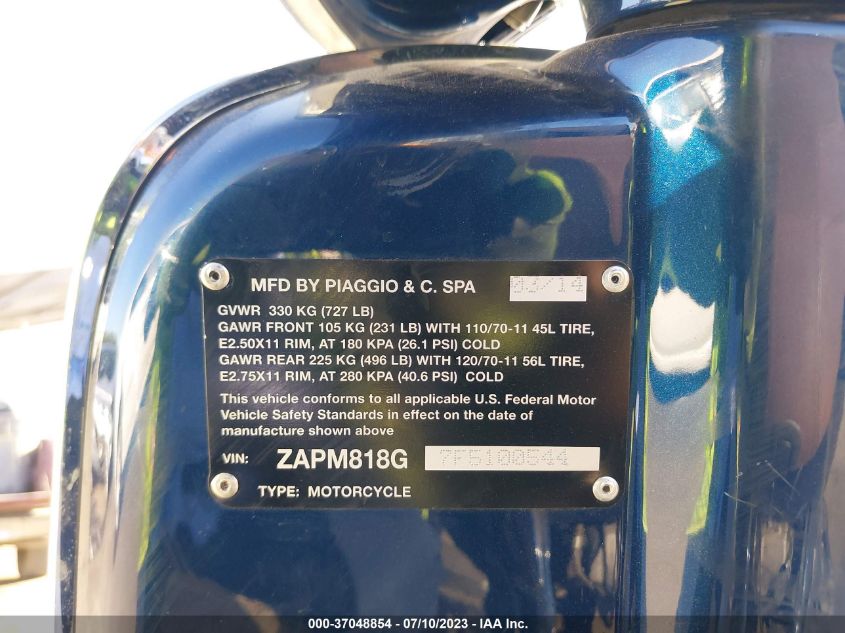 MFD BY PIAGGIO & C. SPA 03/14
GVWR 330 KG (727 LB)
GAWR FRONT 105 KG (231 LB) WITH 110/70-11 45L TIRE,
E2.50X11 RIM, AT 180 KPA (26.1 PSI) COLD
GAWR REAR 225 KG (496 LB) WITH 120/70-11 56L TIRE,
E2.75X11 RIM, AT 280 KPA (40.6 PSI) COLD
This vehicle conforms to all applicable U.S. Federal Motor
Vehicle Safety Standards in effect on the date of
manufacture shown above
VIN: ZAPM818G 7F5100544
TYPE: MOTORCYCLE
000-37048854 - 07/10/2023 - IAA Inc.